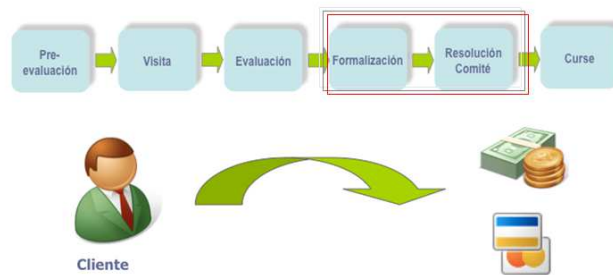 Pre-
evaluación
Visita
Evaluación
Formalización
Resolución
Comité
Curse
Cliente